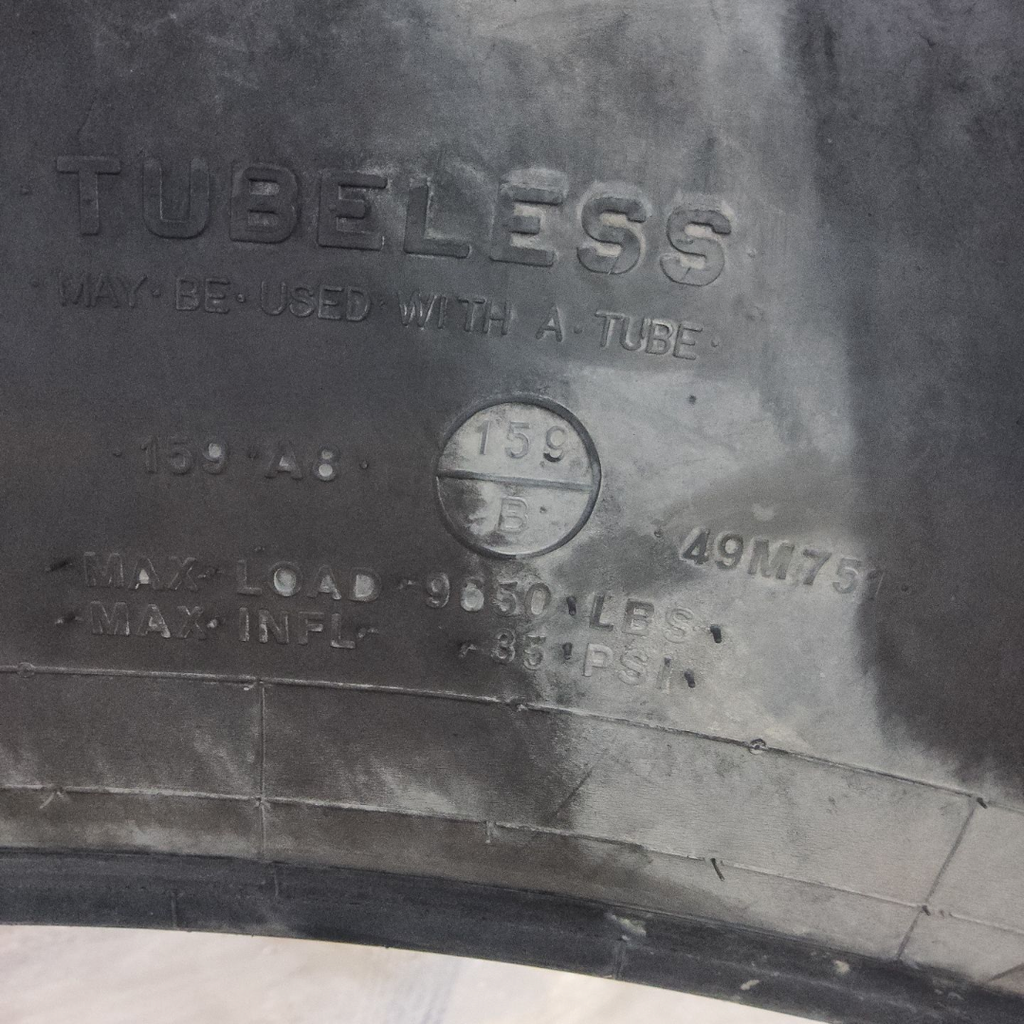 TUBELESS
MAY·BE·USED WITH A·TUBE·
159 A8
159
B
49M751
MAX· LOAD 9650 LBS
MAX· INFL 35 PSI